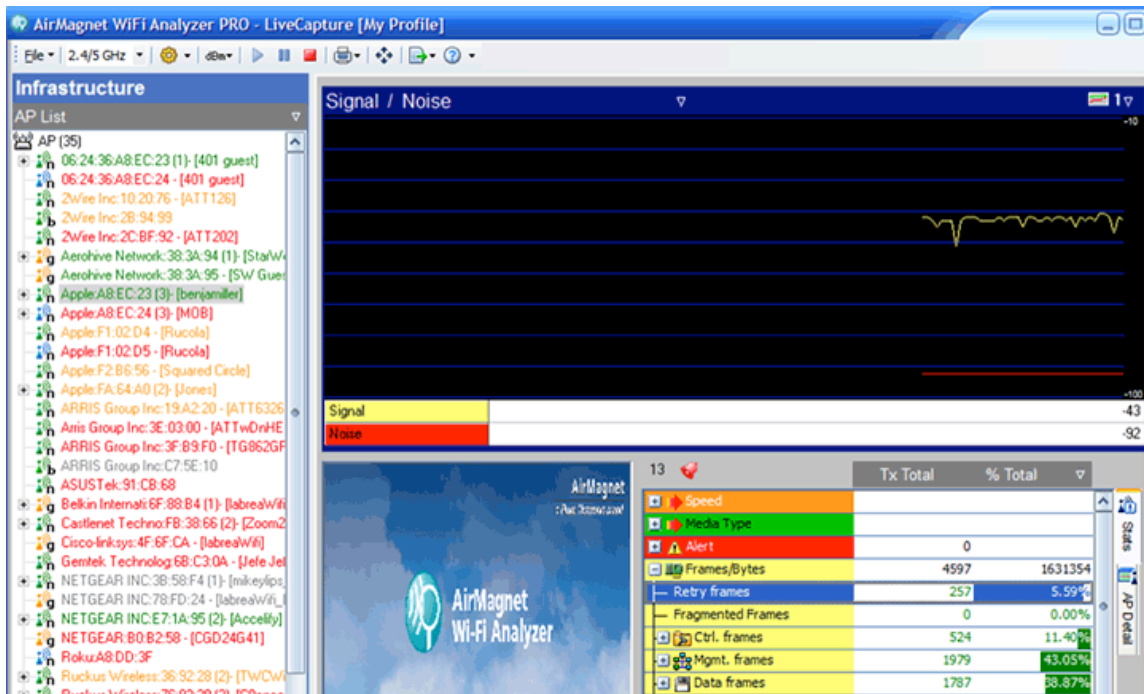 AirMagnet WiFi Analyzer PRO - LiveCapture [My Profile]
File 2.4/5 GHz dBm
Infrastructure
AP List
AP (35)
06:24:36:A8:EC:23 (1)- [401 guest]
06:24:36:A8:EC:24 - [401 guest]
2Wire Inc:10:20:76 - [ATT126]
2Wire Inc:2B:94:99
2Wire Inc:2C:BF:92 - [ATT202]
Aerohive Network:38:3A:94 (1)- [StarW
Aerohive Network:38:3A:95 - [SW Gues
Apple:A8:EC:23 (3)- [benjamiller]
Apple:A8:EC:24 (3)- [MOB]
Apple:F1:02:D4 - [Rucola]
Apple:F1:02:D5 - [Rucola]
Apple:F2:B6:56 - [Squared Circle]
Apple:FA:64:A0 (2)- [Jones]
ARRIS Group Inc:19:A2:20 - [ATT6326
Arris Group Inc:3E:03:00 - [ATTwDnHE
ARRIS Group Inc:3F:B9:F0 - [TG862GF
ARRIS Group Inc:C7:5E:10
ASUSTek:91:CB:68
Belkin Internati:6F:88:B4 (1)- [labreaWifi
Castlenet Techno:FB:38:66 (2)- [Zoom2
Cisco-linksys:4F:6F:CA - [labreaWifi]
Gemtek Technolog:6B:C3:0A - [Jefe Jef
NETGEAR INC:3B:58:F4 (1)- [mikeylips_
NETGEAR INC:78:FD:24 - [labreaWifi_
NETGEAR INC:E7:1A:95 (2)- [Accelify]
NETGEAR:B0:B2:58 - [CGD24G41]
Roku:A8:DD:3F
Ruckus Wireless:36:92:28 (2)- [TWCWi
Signal / Noise
1
-10
-100
Signal -43
Noise -92
AirMagnet
AirMagnet
Wi-Fi Analyzer
13 Tx Total % Total
Speed
Media Type
Alert 0
Frames/Bytes 4597 1631354
Retry frames 257 5.59%
Fragmented Frames 0 0.00%
Ctrl. frames 524 11.40%
Mgmt. frames 1979 43.05%
Data frames 1787 38.87%
Stats
AP Detail